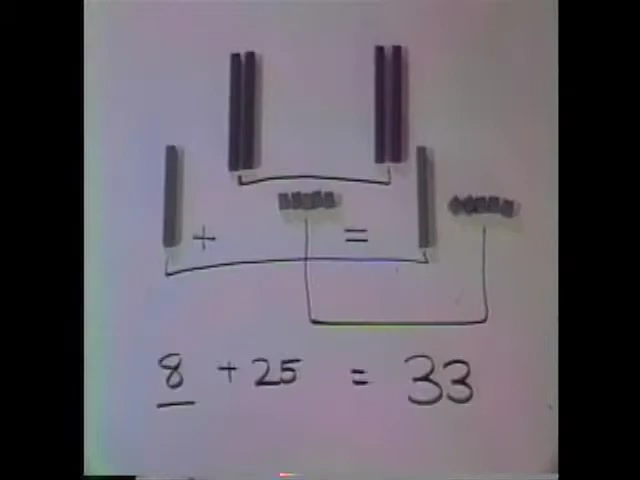 + =
8 + 25 = 33